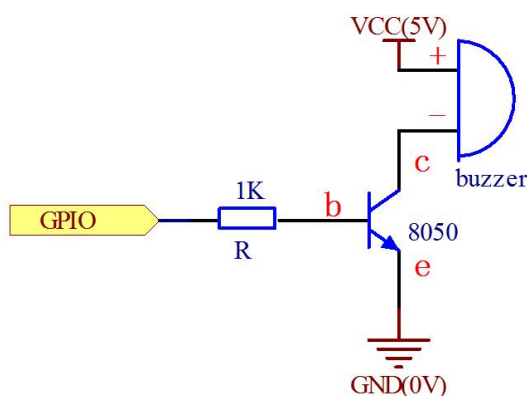 VCC(5V)
+
−
c
buzzer
1K
b
GPIO
8050
R
e
GND(0V)